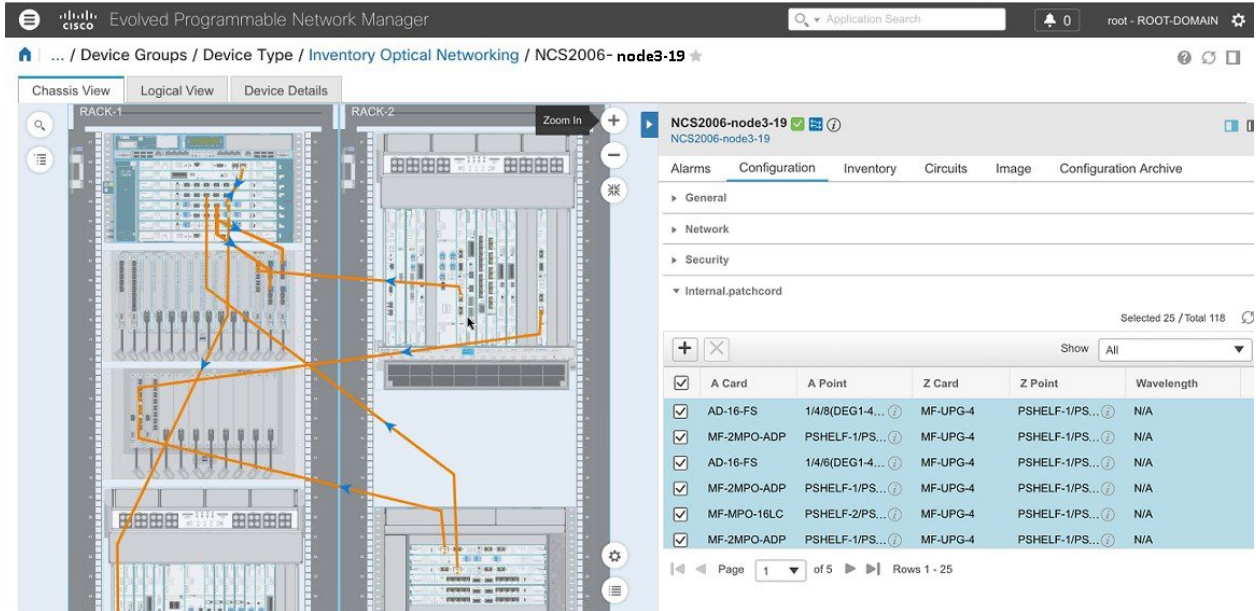 cisco Evolved Programmable Network Manager Application Search 0 root - ROOT-DOMAIN
... / Device Groups / Device Type / Inventory Optical Networking / NCS2006- node3-19
Chassis View Logical View Device Details
RACK-1 RACK-2 Zoom In
NCS2006-node3-19
NCS2006-node3-19
Alarms Configuration Inventory Circuits Image Configuration Archive
General
Network
Security
Internal.patchcord
Selected 25 / Total 118
Show All
A Card A Point Z Card Z Point Wavelength
AD-16-FS 1/4/8(DEG1-4... MF-UPG-4 PSHELF-1/PS... N/A
MF-2MPO-ADP PSHELF-1/PS... MF-UPG-4 PSHELF-1/PS... N/A
AD-16-FS 1/4/6(DEG1-4... MF-UPG-4 PSHELF-1/PS... N/A
MF-2MPO-ADP PSHELF-1/PS... MF-UPG-4 PSHELF-1/PS... N/A
MF-MPO-16LC PSHELF-2/PS... MF-UPG-4 PSHELF-1/PS... N/A
MF-2MPO-ADP PSHELF-1/PS... MF-UPG-4 PSHELF-1/PS... N/A
Page 1 of 5 Rows 1 - 25